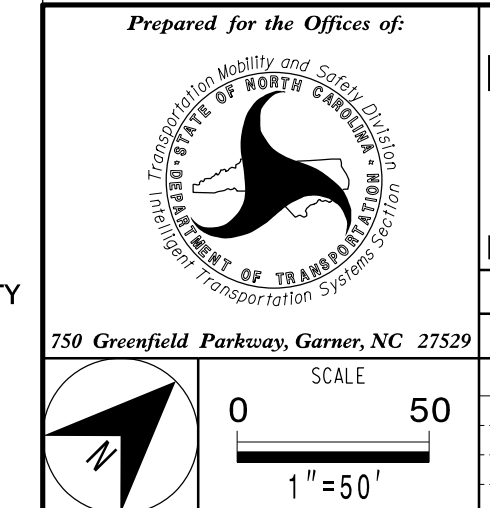 Prepared for the Offices of:
Transportation Mobility and Safety Division
STATE OF NORTH CAROLINA
DEPARTMENT OF TRANSPORTATION
Intelligent Transportation Systems Section
TY
750 Greenfield Parkway, Garner, NC 27529
N
SCALE
0 50
1"=50'